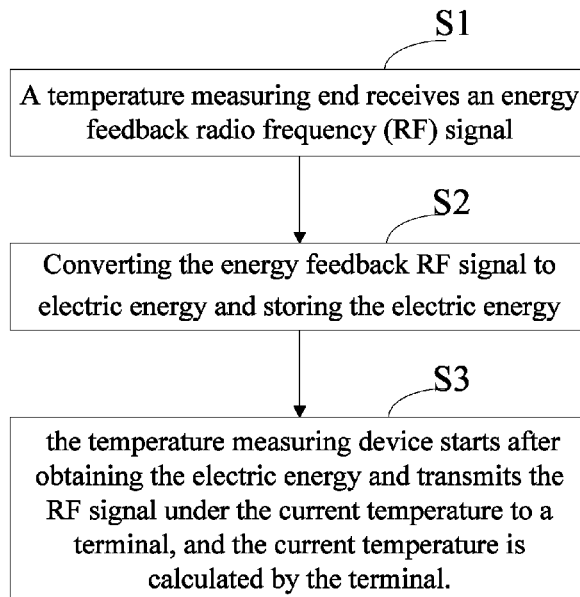 S1
A temperature measuring end receives an energy
feedback radio frequency (RF) signal
S2
Converting the energy feedback RF signal to
electric energy and storing the electric energy
S3
the temperature measuring device starts after
obtaining the electric energy and transmits the
RF signal under the current temperature to a
terminal, and the current temperature is
calculated by the terminal.